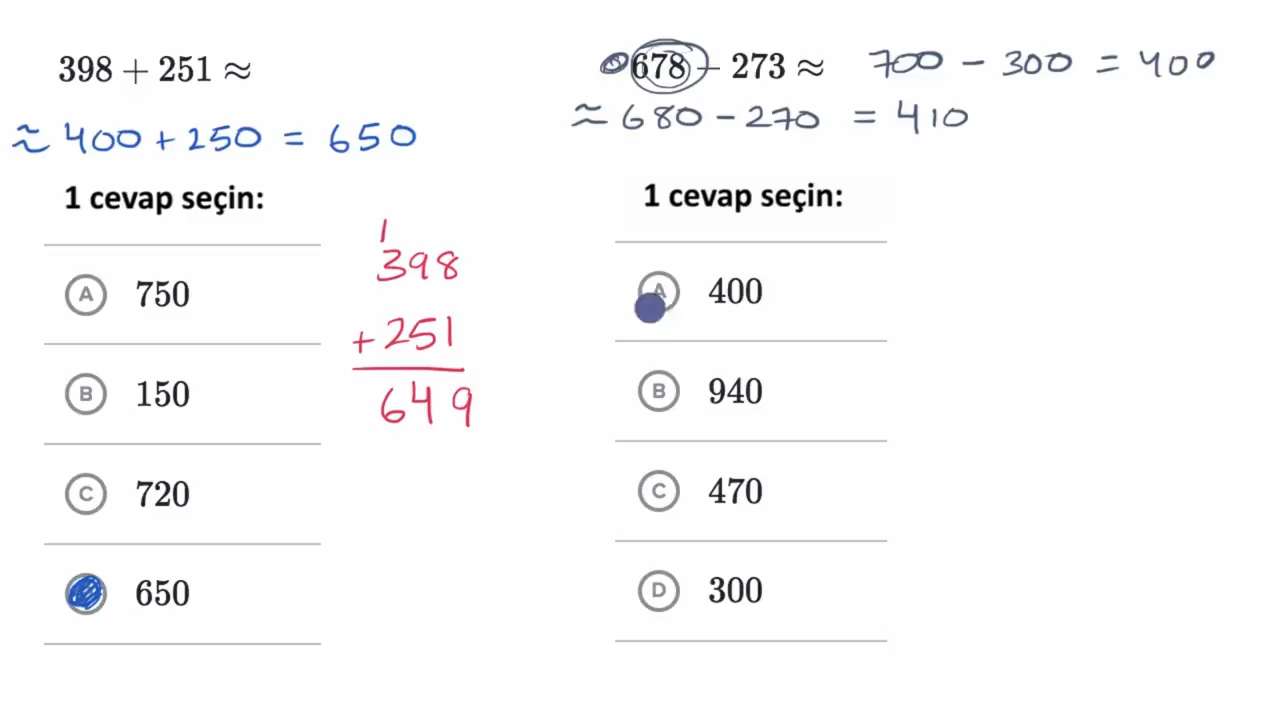 398 + 251 ≈
≈ 400 + 250 = 650
1 cevap seçin:
A 750
B 150
C 720
650
1
398
+ 251
649
678 − 273 ≈ 700 − 300 = 400
≈ 680 − 270 = 410
1 cevap seçin:
A 400
B 940
C 470
D 300